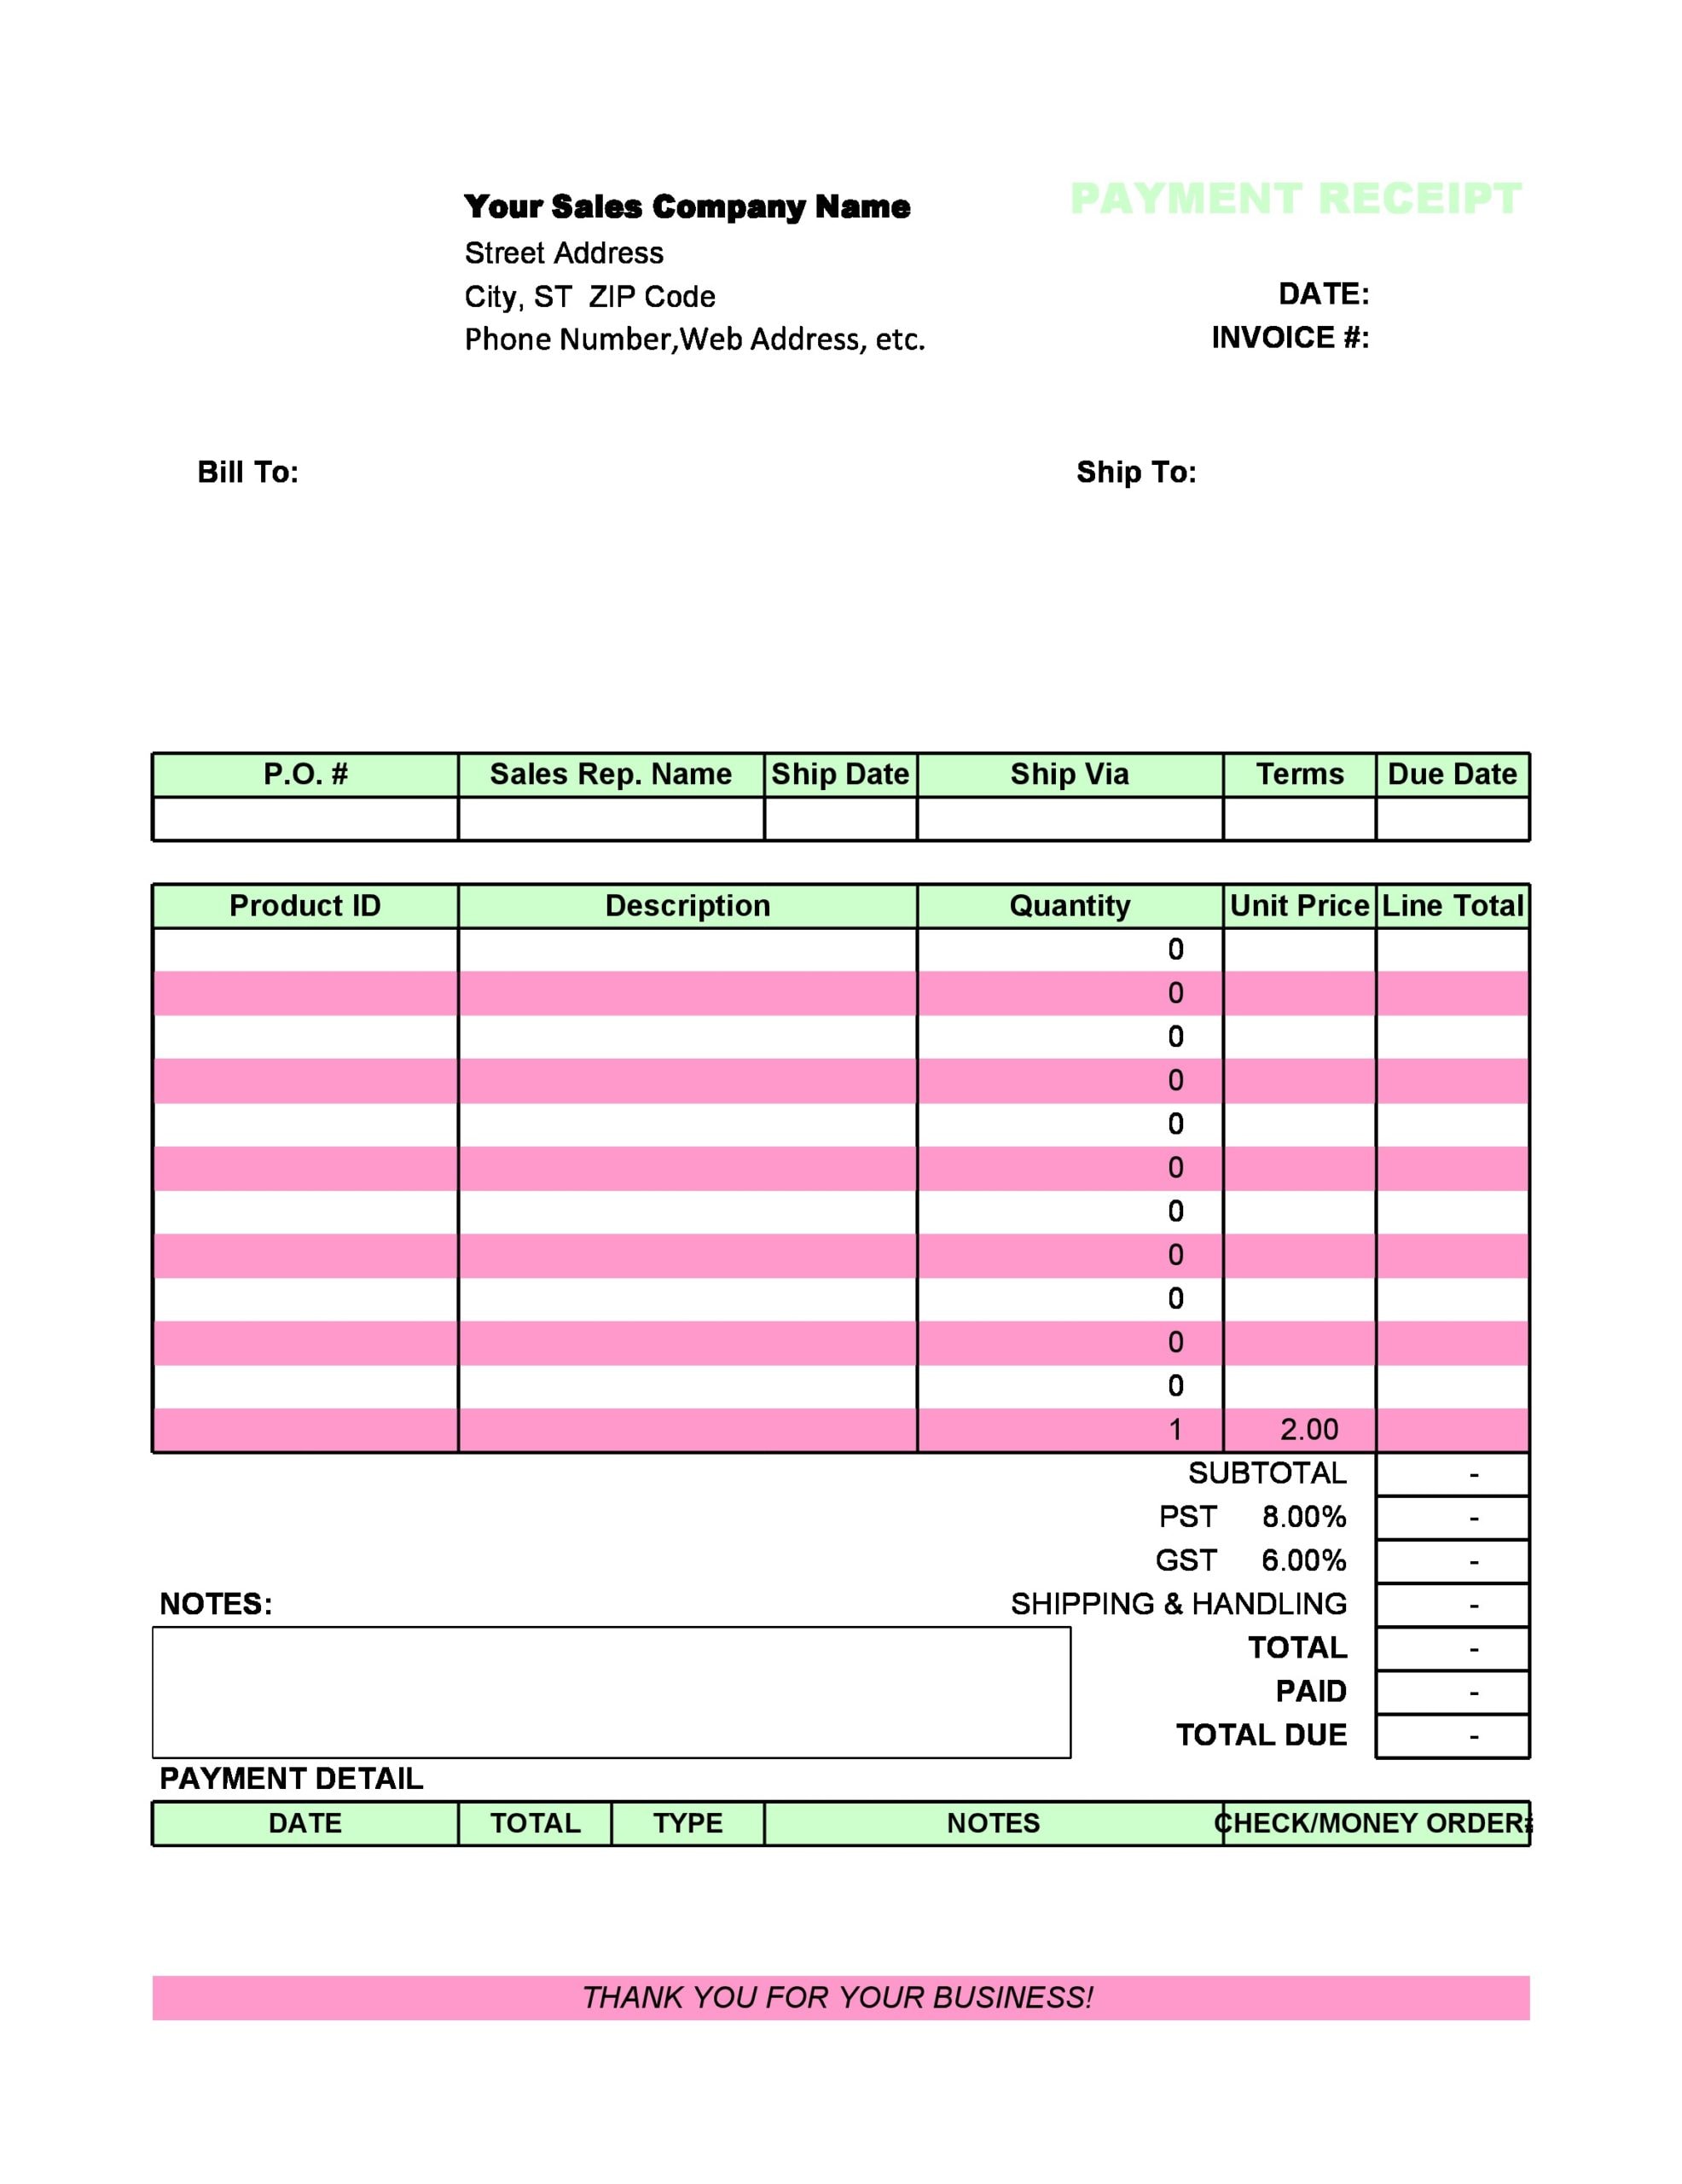 PAYMENT RECEIPT
Your Sales Company Name
Street Address
City, ST  ZIP Code
DATE:
Phone Number,Web Address, etc.
INVOICE #:
Bill To:
Ship To:
P.O. # Sales Rep. Name Ship Date Ship Via Terms Due Date
Product ID Description Quantity Unit Price Line Total
0
0
0
0
0
0
0
0
0
0
0
1 2.00
SUBTOTAL -
PST 8.00% -
GST 6.00% -
NOTES: SHIPPING & HANDLING -
TOTAL -
PAID -
TOTAL DUE -
PAYMENT DETAIL
DATE TOTAL TYPE NOTES CHECK/MONEY ORDER#
THANK YOU FOR YOUR BUSINESS!